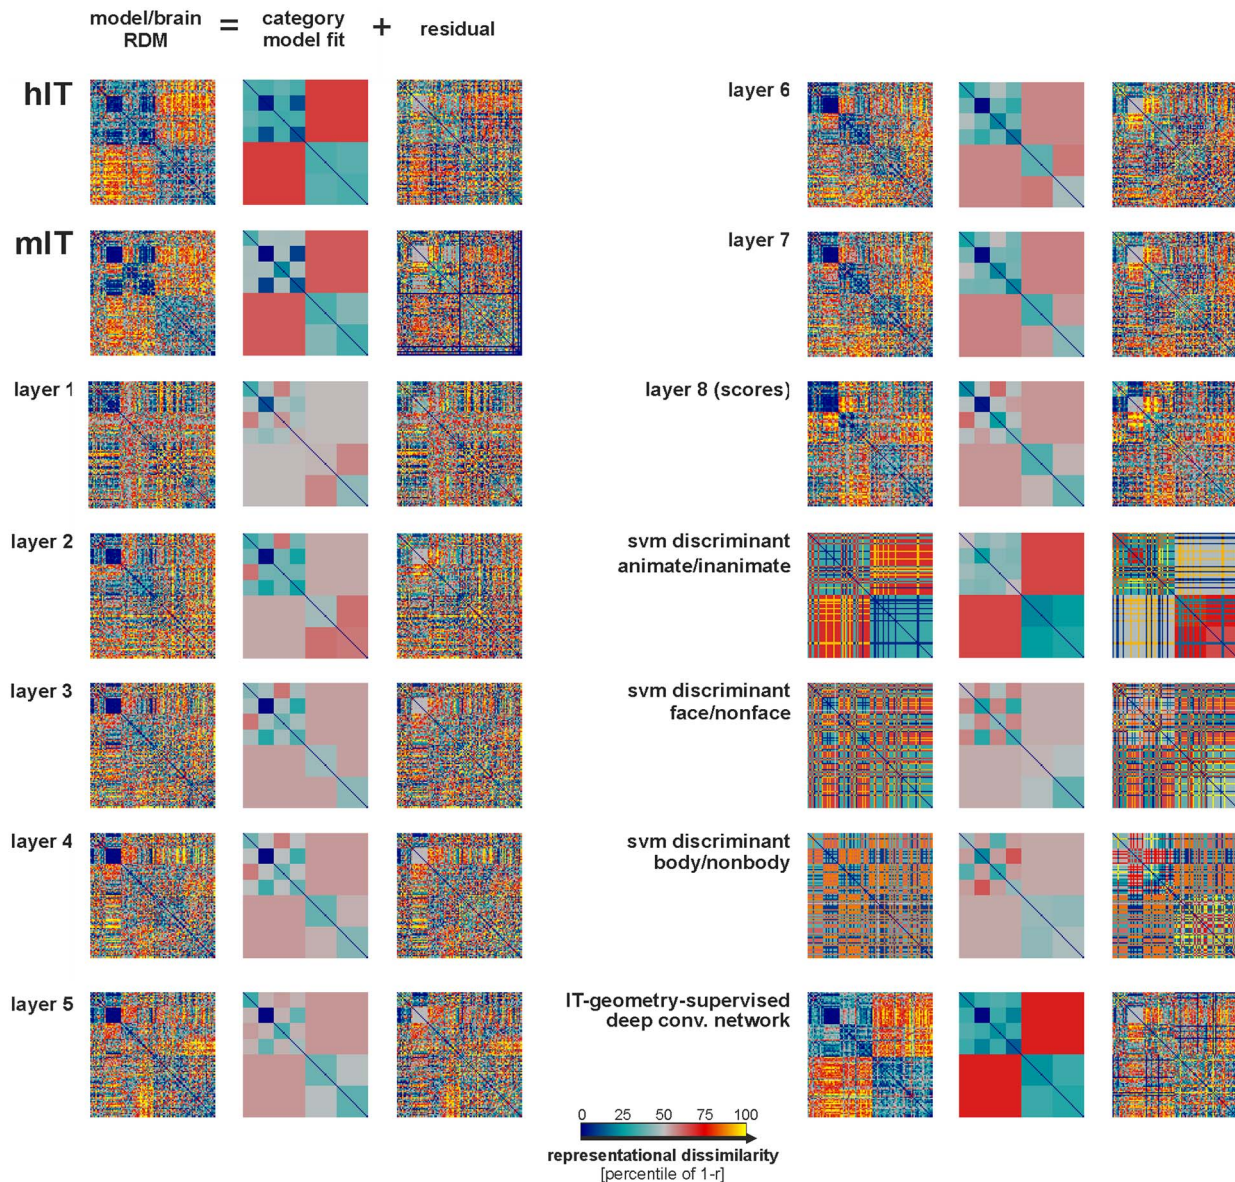 model/brain
RDM
=
category
model fit
+
residual
hIT
mIT
layer 1
layer 2
layer 3
layer 4
layer 5
layer 6
layer 7
layer 8 (scores)
svm discriminant
animate/inanimate
svm discriminant
face/nonface
svm discriminant
body/nonbody
IT-geometry-supervised
deep conv. network
0 25 50 75 100
representational dissimilarity
[percentile of 1-r]